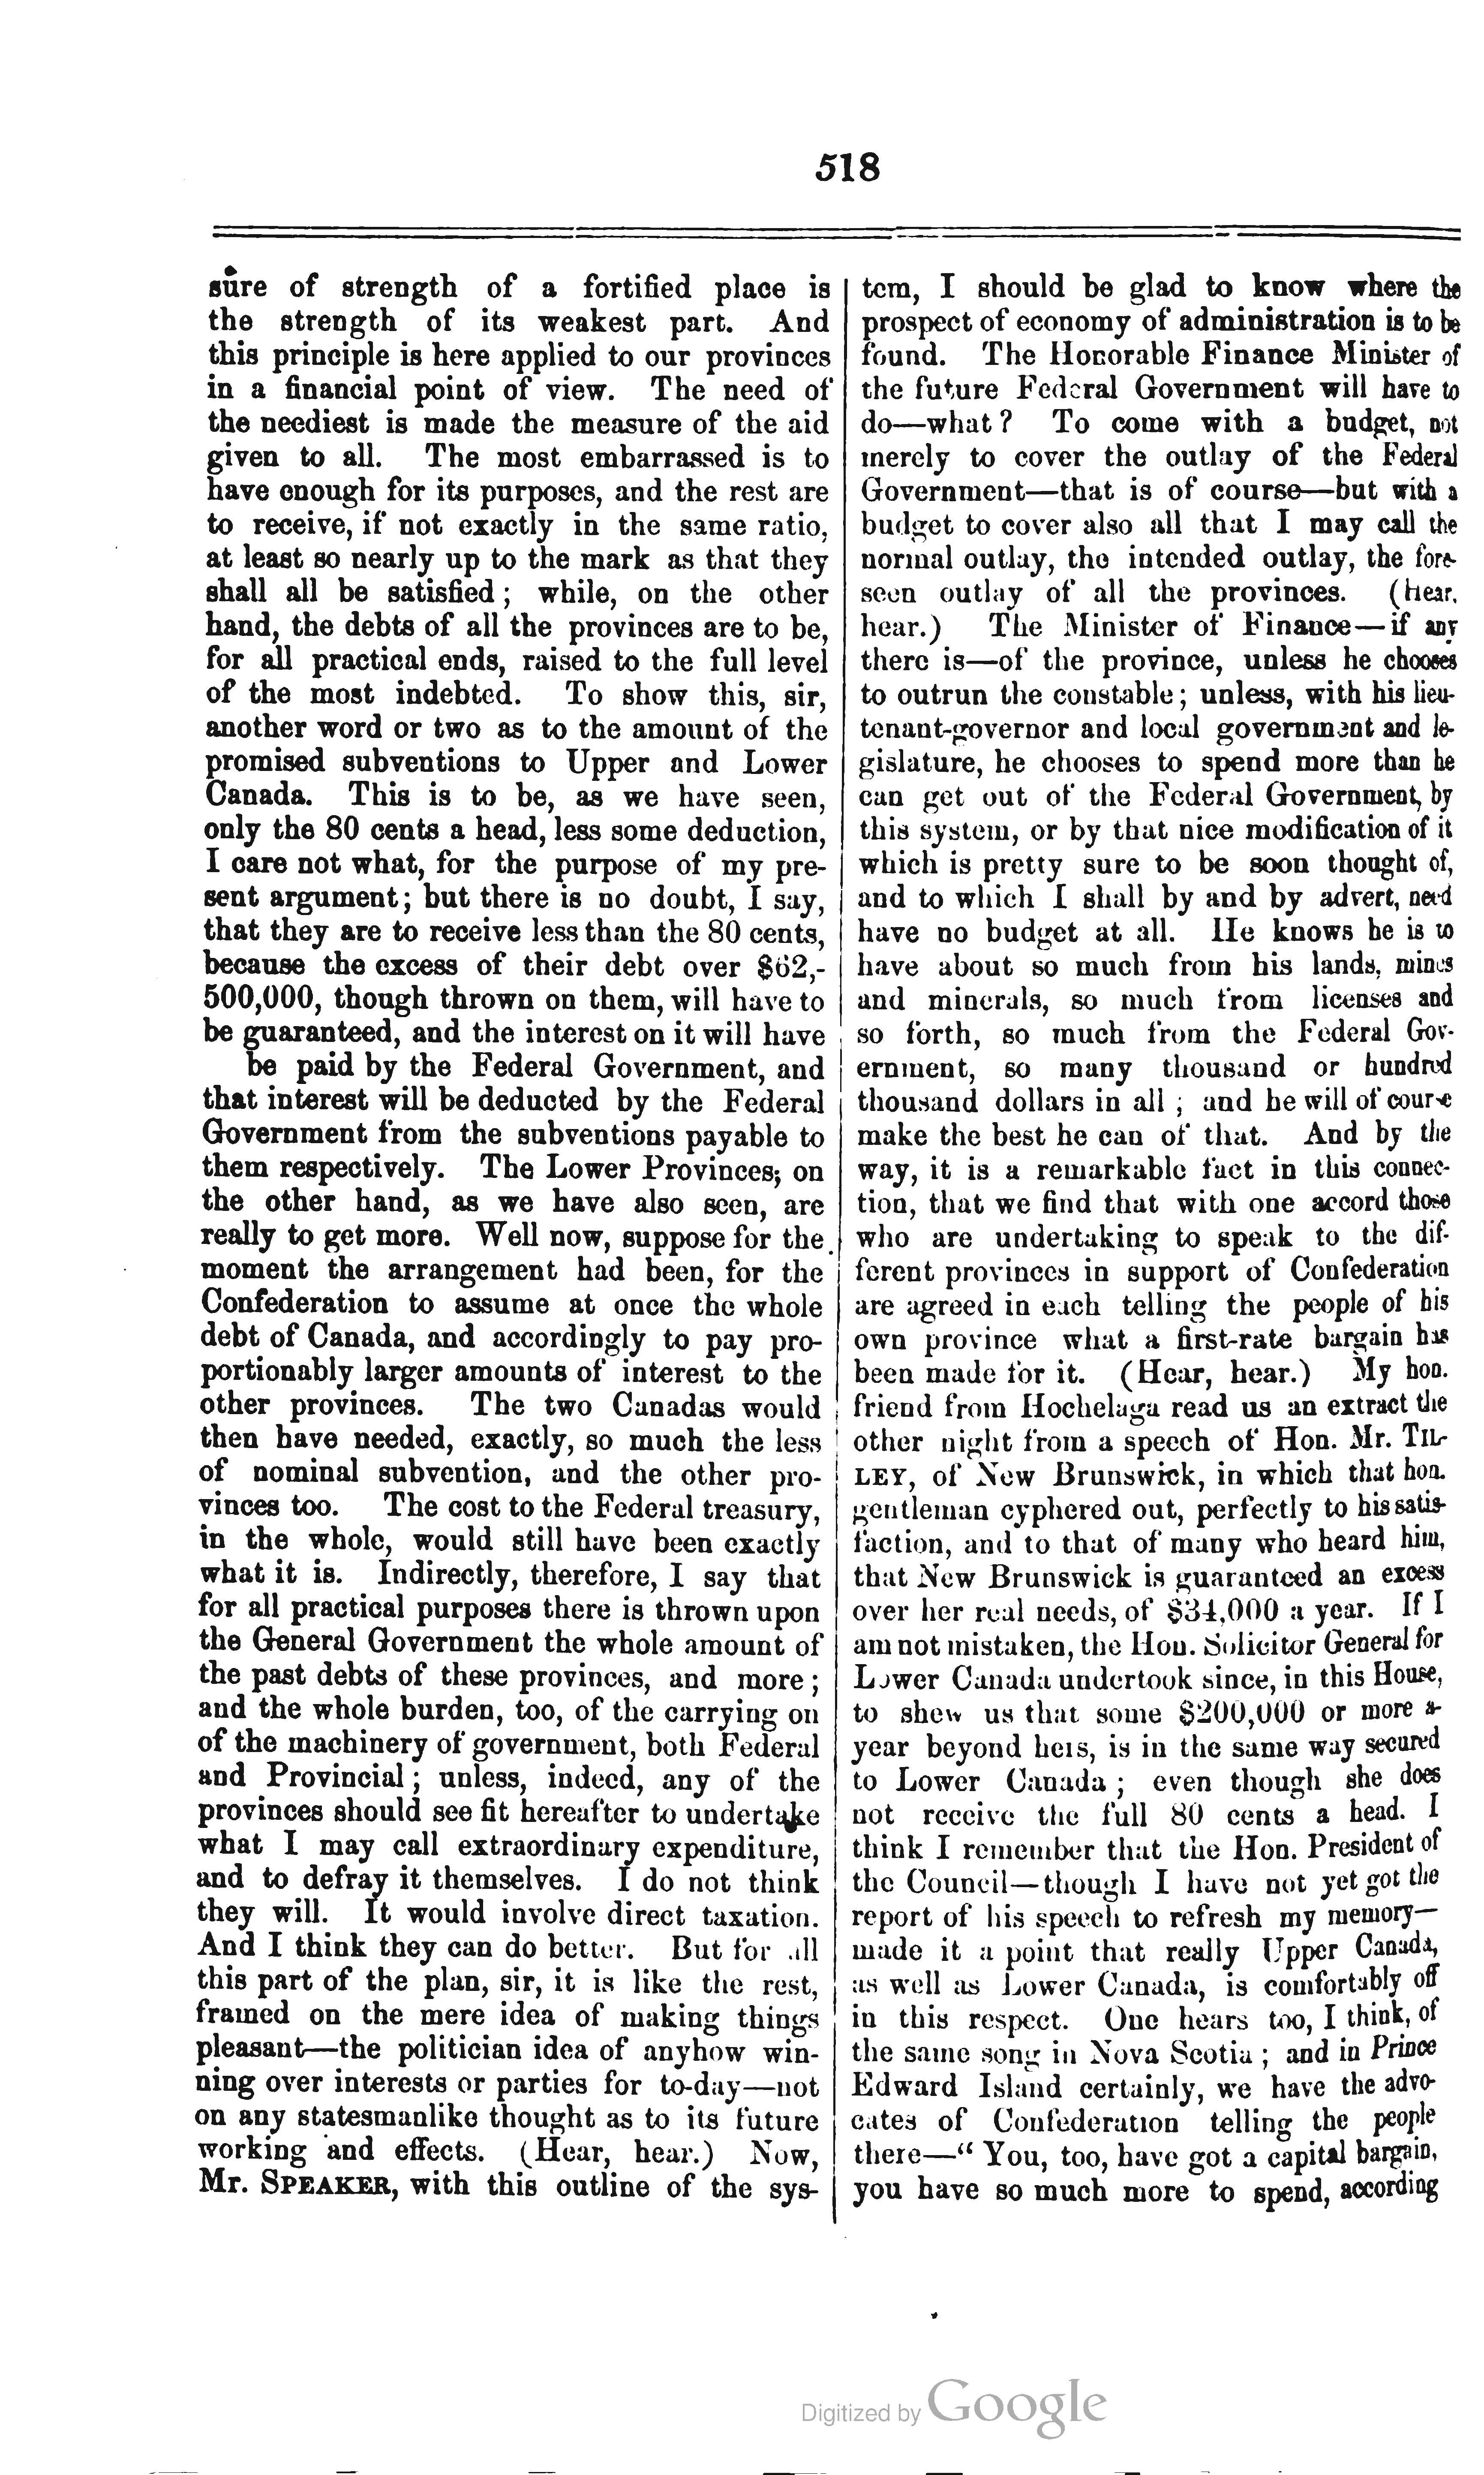 518
sure of strength of a fortified place is
the strength of its weakest part. And
this principle is here applied to our provinces
in a financial point of view. The need of
the neediest is made the measure of the aid
given to all. The most embarrassed is to
have enough for its purposes, and the rest are
to receive, if not exactly in the same ratio,
at least so nearly up to the mark as that they
shall all be satisfied; while, on the other
hand, the debts of all the provinces are to be,
for all practical ends, raised to the full level
of the most indebted. To show this, sir,
another word or two as to the amount of the
promised subventions to Upper and Lower
Canada. This is to be, as we have seen,
only the 80 cents a head, less some deduction,
I care not what, for the purpose of my pre-
sent argument; but there is no doubt, I say,
that they are to receive less than the 80 cents,
because the excess of their debt over $62,-
500,000, though thrown on them, will have to
be guaranteed, and the interest on it will have
be paid by the Federal Government, and
that interest will be deducted by the Federal
Government from the subventions payable to
them respectively. The Lower Provinces; on
the other hand, as we have also seen, are
really to get more. Well now, suppose for the
moment the arrangement had been, for the
Confederation to assume at once the whole
debt of Canada, and accordingly to pay pro-
portionably larger amounts of interest to the
other provinces. The two Canadas would
then have needed, exactly, so much the less
of nominal subvention, and the other pro-
vinces too. The cost to the Federal treasury,
in the whole, would still have been exactly
what it is. Indirectly, therefore, I say that
for all practical purposes there is thrown upon
the General Government the whole amount of
the past debts of these provinces, and more;
and the whole burden, too, of the carrying on
of the machinery of government, both Federal
and Provincial; unless, indeed, any of the
provinces should see fit hereafter to undertake
what I may call extraordinary expenditure,
and to defray it themselves. I do not think
they will. It would involve direct taxation.
And I think they can do better. But for all
this part of the plan, sir, it is like the rest,
framed on the mere idea of making things
pleasant—the politician idea of anyhow win-
ning over interests or parties for to-day—not
on any statesmanlike thought as to its future
working and effects. (Hear, hear.) Now,
Mr. SPEAKER, with this outline of the sys-
tem, I should be glad to know where the
prospect of economy of administration is to be
found. The Honorable Finance Minister of
the future Federal Government will have to
do—what? To come with a budget, not
merely to cover the outlay of the Federal
Government—that is of course—but with a
budget to cover also all that I may call the
normal outlay, the intended outlay, the fore-
seen outlay of all the provinces. (Hear,
hear.) The Minister of Finance—if any
there is—of the province, unless he chooses
to outrun the constable; unless, with his lieu-
tenant-governor and local government and le-
gislature, he chooses to spend more than he
can get out of the Federal Government, by
this system, or by that nice modification of it
which is pretty sure to be soon thought of,
and to which I shall by and by advert, need
have no budget at all. He knows he is to
have about so much from his lands, mines
and minerals, so much from licenses and
so forth, so much from the Federal Gov-
ernment, so many thousand or hundred
thousand dollars in all; and he will of course
make the best he can of that. And by the
way, it is a remarkable fact in this connec-
tion, that we find that with one accord those
who are undertaking to speak to the dif-
ferent provinces in support of Confederation
are agreed in each telling the people of his
own province what a first-rate bargain has
been made for it. (Hear, hear.) My hon.
friend from Hochelaga read us an extract the
other night from a speech of Hon. Mr. TIL-
LEY, of New Brunswick, in which that hon.
gentleman cyphered out, perfectly to his satis-
faction, and to that of many who heard him,
that New Brunswick is guaranteed an excess
over her real needs, of $34,000 a year. If I
am not mistaken, the Hon. Solicitor General for
Lower Canada undertook since, in this House,
to shew us that some $200,000 or more a-
year beyond hers, is in the same way secured
to Lower Canada; even though she does
not receive the full 80 cents a head. I
think I remember that the Hon. President of
the Council—though I have not yet got the
report of his speech to refresh my memory—
made it a point that really Upper Canada,
as well as Lower Canada, is comfortably off
in this respect. One hears too, I think, of
the same song in Nova Scotia; and in Prince
Edward Island certainly, we have the advo-
cates of Confederation telling the people
there—“You, too, have got a capital bargain,
you have so much more to spend, according
Digitized by Google